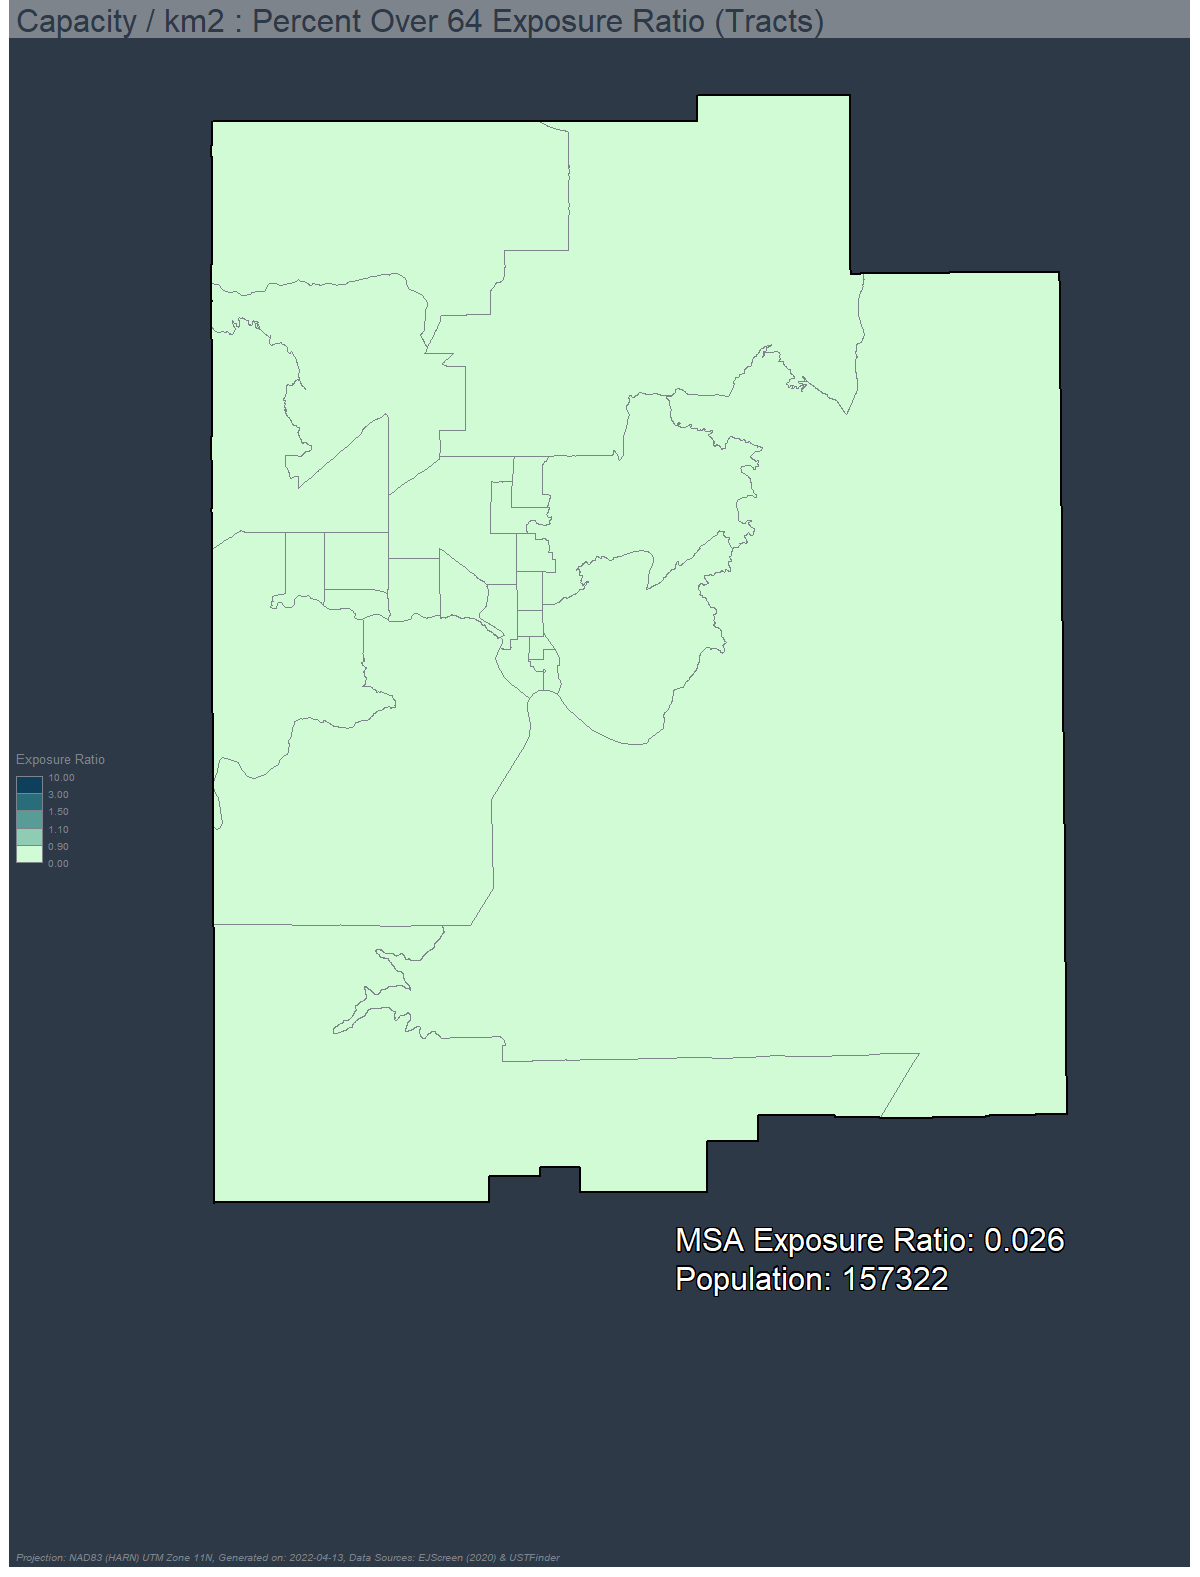 Capacity / km2 : Percent Over 64 Exposure Ratio (Tracts)
Exposure Ratio
10.00
3.00
1.50
1.10
0.90
0.00
MSA Exposure Ratio: 0.026
Population: 157322
Projection: NAD83 (HARN) UTM Zone 11N, Generated on: 2022-04-13, Data Sources: EJScreen (2020) & USTFinder